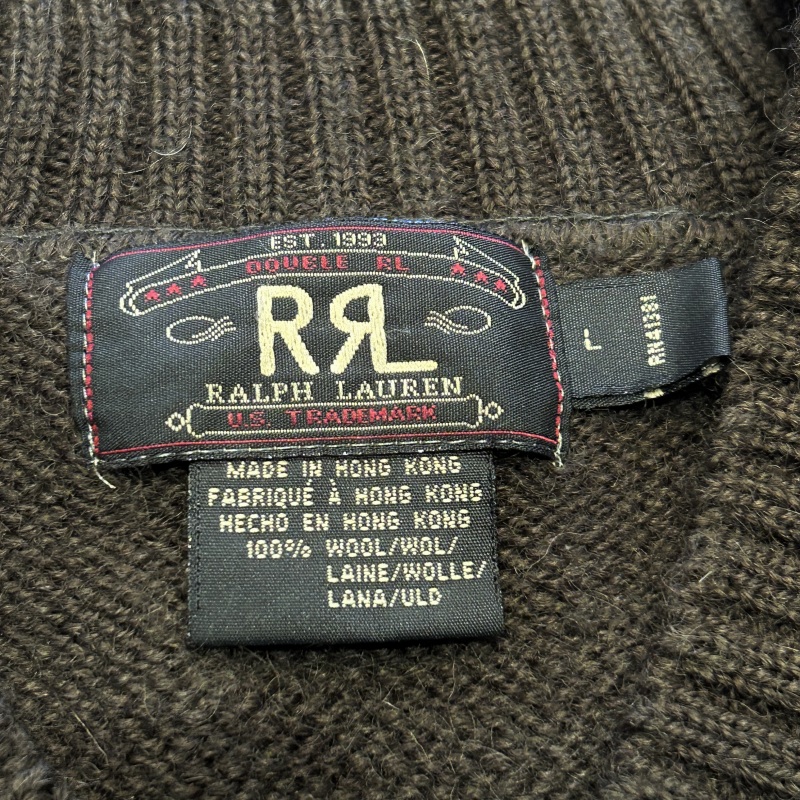 EST. 1993
DOUBLE RL
RRL
RALPH LAUREN
U.S. TRADEMARK
L
RN41381
MADE IN HONG KONG
FABRIQUÉ À HONG KONG
HECHO EN HONG KONG
100% WOOL/WOL/
LAINE/WOLLE/
LANA/ULD